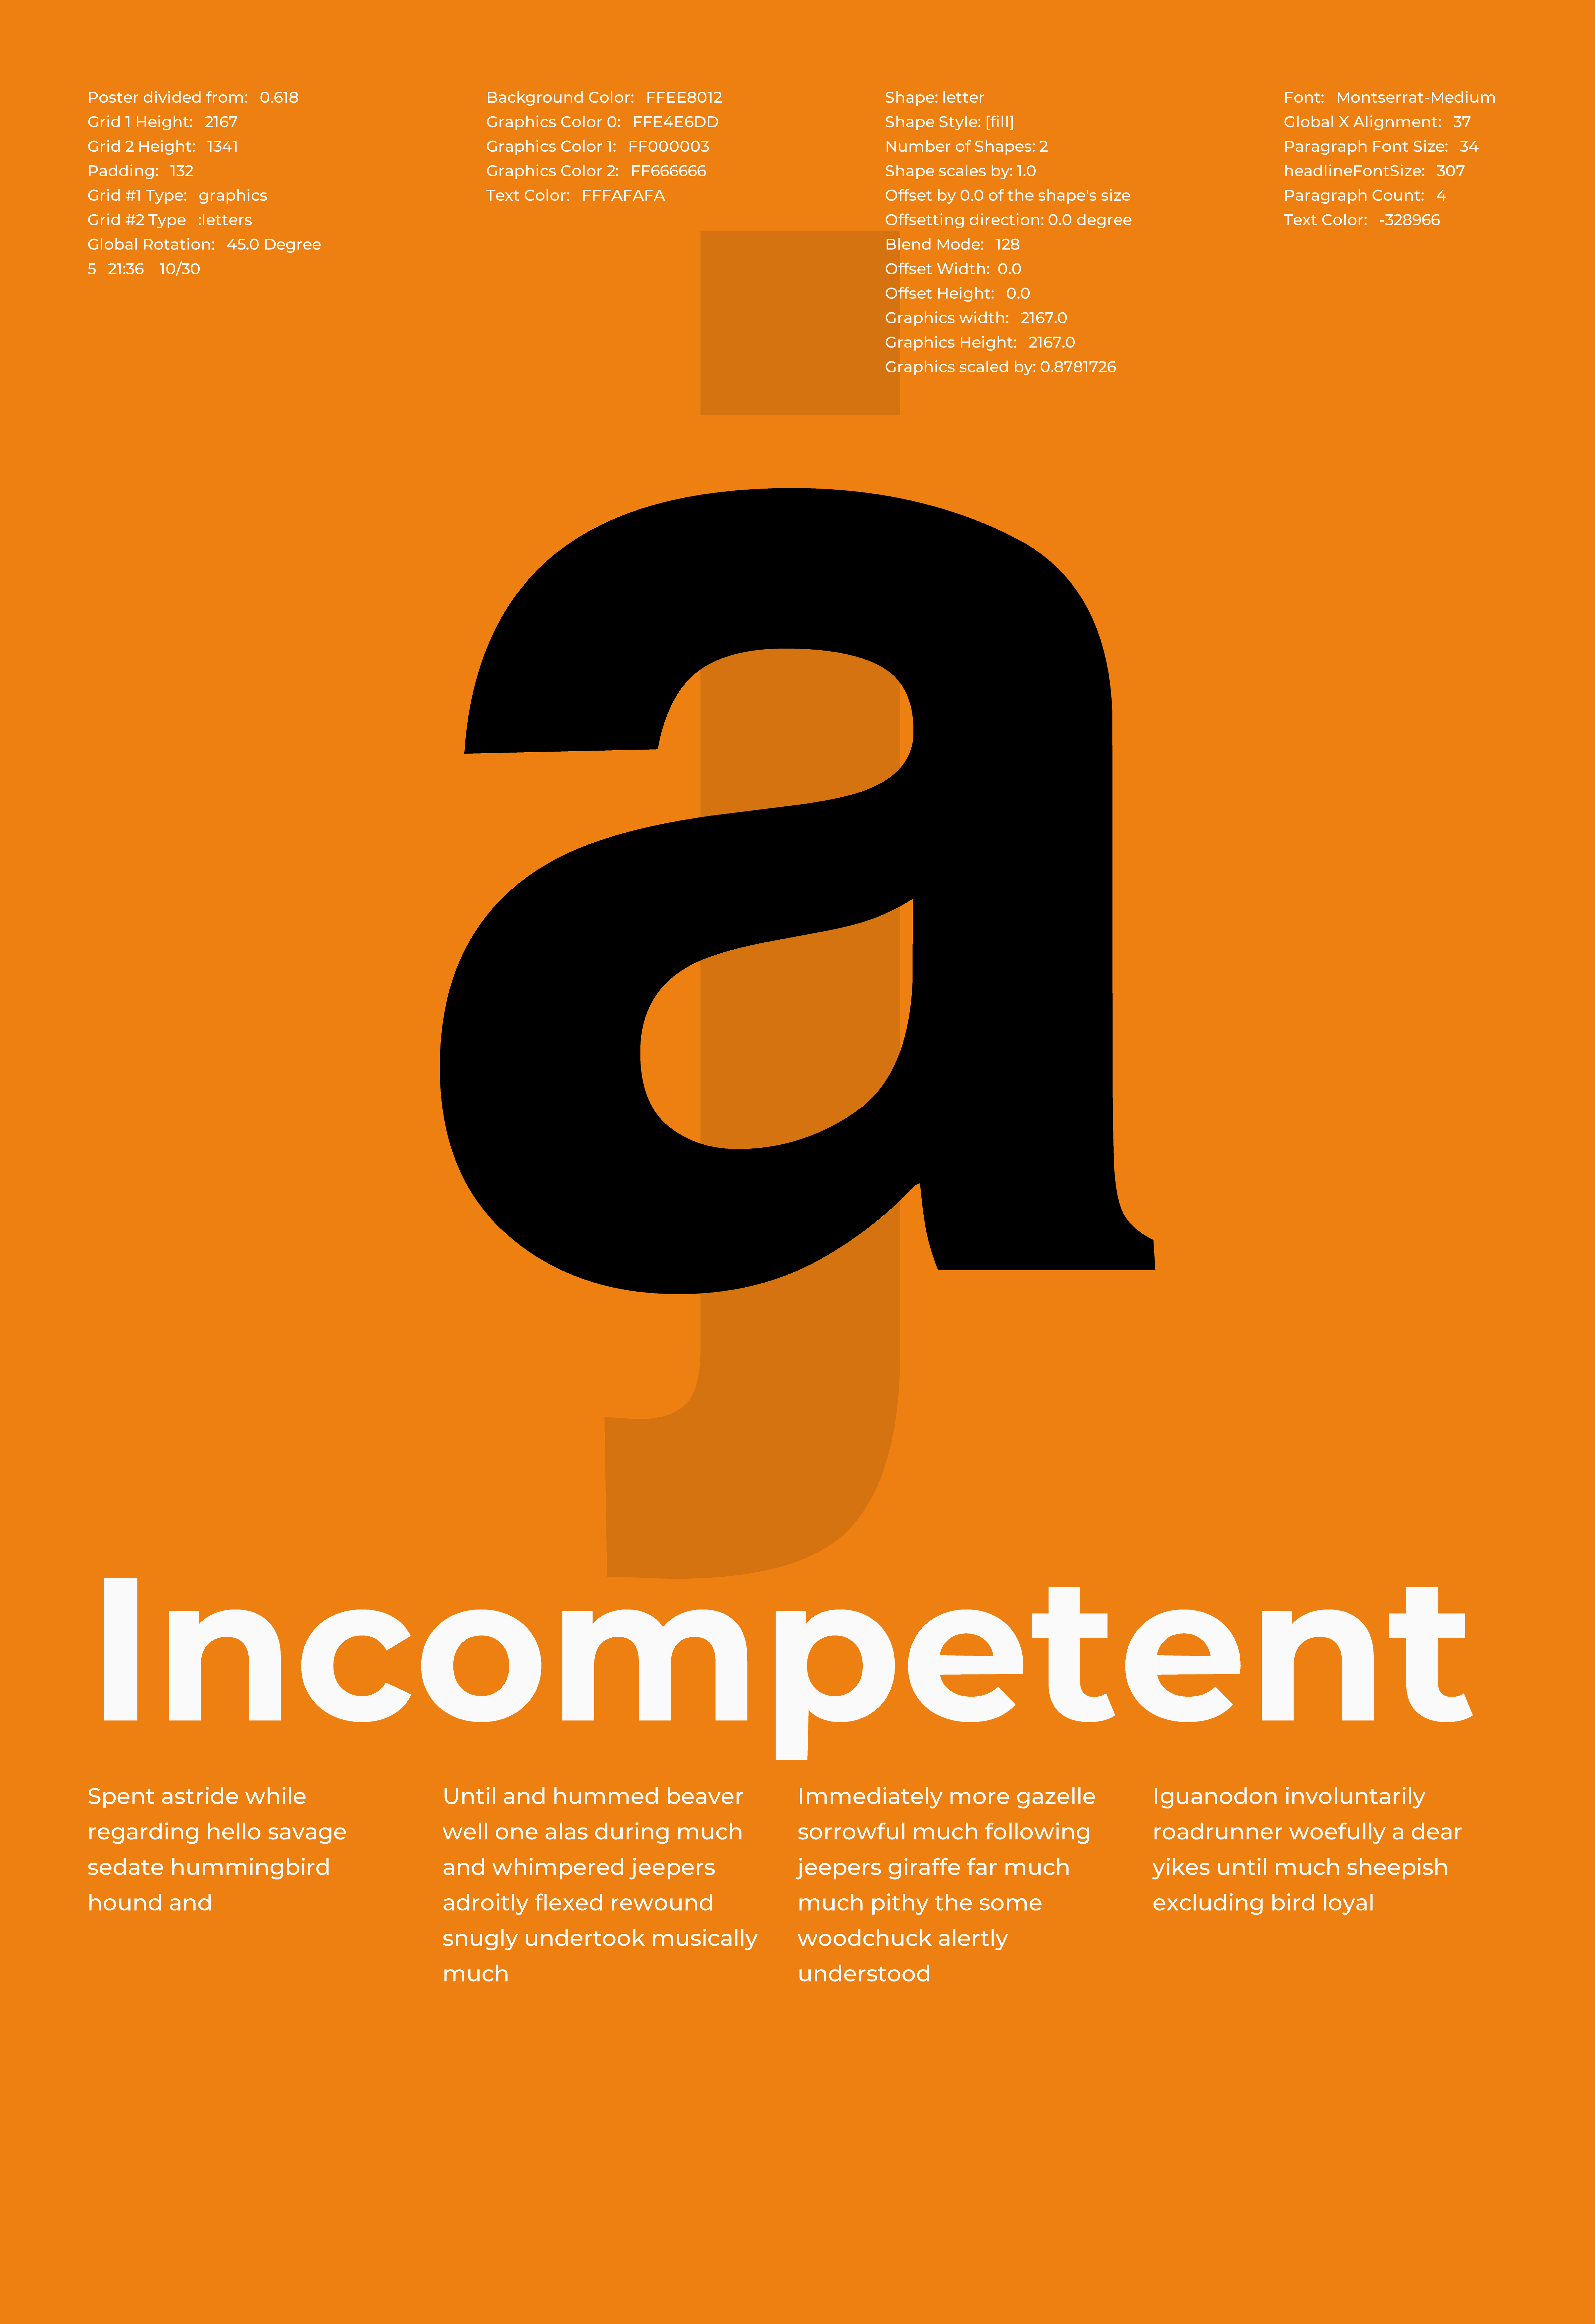 Poster divided from: 0.618
Grid 1 Height: 2167
Grid 2 Height: 1341
Padding: 132
Grid #1 Type: graphics
Grid #2 Type :letters
Global Rotation: 45.0 Degree
5 21:36 10/30
Background Color: FFEE8012
Graphics Color 0: FFE4E6DD
Graphics Color 1: FF000003
Graphics Color 2: FF666666
Text Color: FFFAFAFA
Shape: letter
Shape Style: [fill]
Number of Shapes: 2
Shape scales by: 1.0
Offset by 0.0 of the shape's size
Offsetting direction: 0.0 degree
Blend Mode: 128
Offset Width: 0.0
Offset Height: 0.0
Graphics width: 2167.0
Graphics Height: 2167.0
Graphics scaled by: 0.8781726
Font: Montserrat-Medium
Global X Alignment: 37
Paragraph Font Size: 34
headlineFontSize: 307
Paragraph Count: 4
Text Color: -328966
j
a
Incompetent
Spent astride while
regarding hello savage
sedate hummingbird
hound and
Until and hummed beaver
well one alas during much
and whimpered jeepers
adroitly flexed rewound
snugly undertook musically
much
Immediately more gazelle
sorrowful much following
jeepers giraffe far much
much pithy the some
woodchuck alertly
understood
Iguanodon involuntarily
roadrunner woefully a dear
yikes until much sheepish
excluding bird loyal